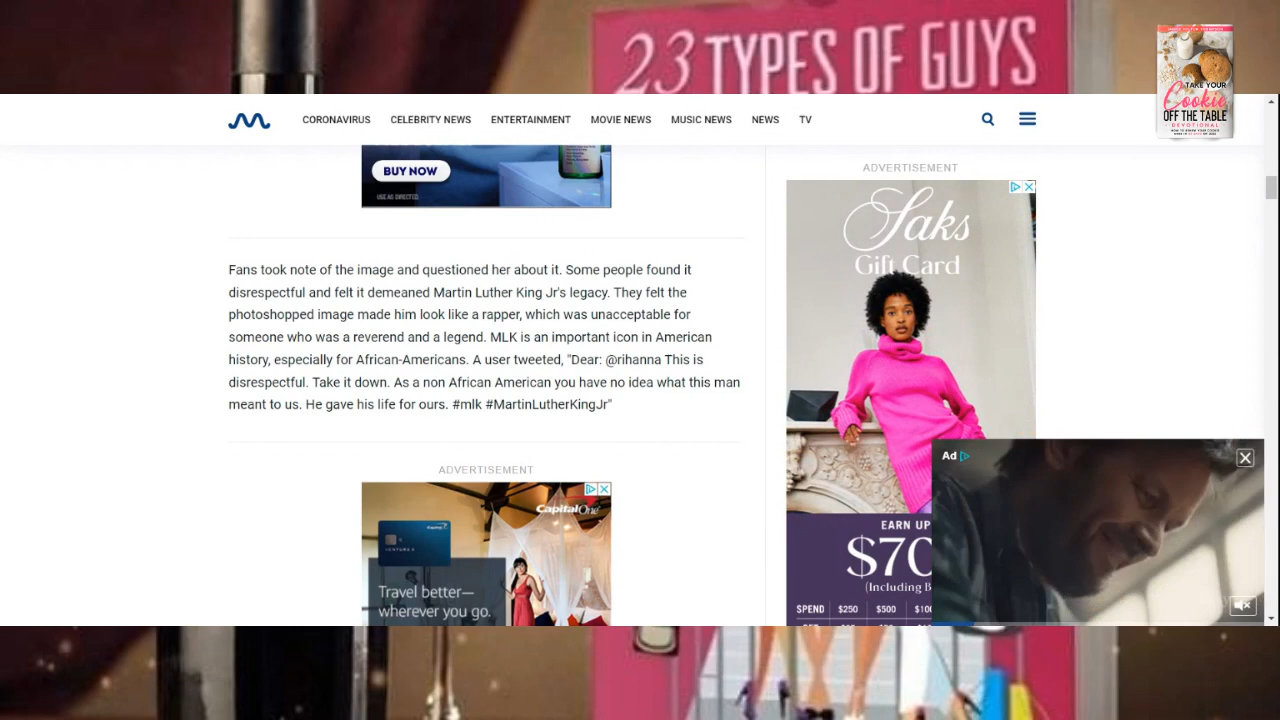 23 TYPES OF GUYS
TAKE YOUR
Cookie
OFF THE TABLE
DEVOTIONAL
CORONAVIRUS CELEBRITY NEWS ENTERTAINMENT MOVIE NEWS MUSIC NEWS NEWS TV
BUY NOW
USE AS DIRECTED
Fans took note of the image and questioned her about it. Some people found it
disrespectful and felt it demeaned Martin Luther King Jr's legacy. They felt the
photoshopped image made him look like a rapper, which was unacceptable for
someone who was a reverend and a legend. MLK is an important icon in American
history, especially for African-Americans. A user tweeted, "Dear: @rihanna This is
disrespectful. Take it down. As a non African American you have no idea what this man
meant to us. He gave his life for ours. #mlk #MartinLutherKingJr"
ADVERTISEMENT
CapitalOne
Travel better—
wherever you go.
ADVERTISEMENT
Saks
Gift Card
EARN UP
$70
(Including B
SPEND $250 $500 $100
Ad